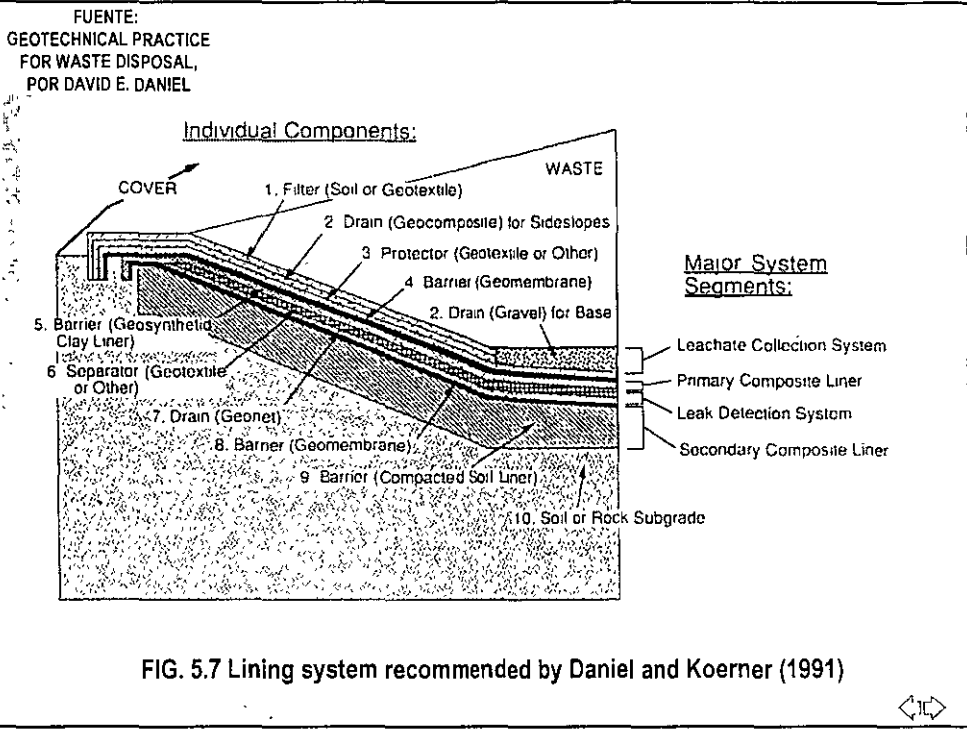 FUENTE:
GEOTECHNICAL PRACTICE
FOR WASTE DISPOSAL,
POR DAVID E. DANIEL
Individual Components:
WASTE
COVER
1. Filter (Soil or Geotextile)
2 Drain (Geocomposite) for Sideslopes
3 Protector (Geotextile or Other)
4 Barrier (Geomembrane)
2. Drain (Gravel) for Base
5. Barrier (Geosynthetic
Clay Liner)
6 Separator (Geotextile
or Other)
7. Drain (Geonet)
8. Barrier (Geomembrane)
9 Barrier (Compacted Soil Liner)
10. Soil or Rock Subgrade
Major System
Segments:
Leachate Collection System
Primary Composite Liner
Leak Detection System
Secondary Composite Liner
FIG. 5.7 Lining system recommended by Daniel and Koerner (1991)